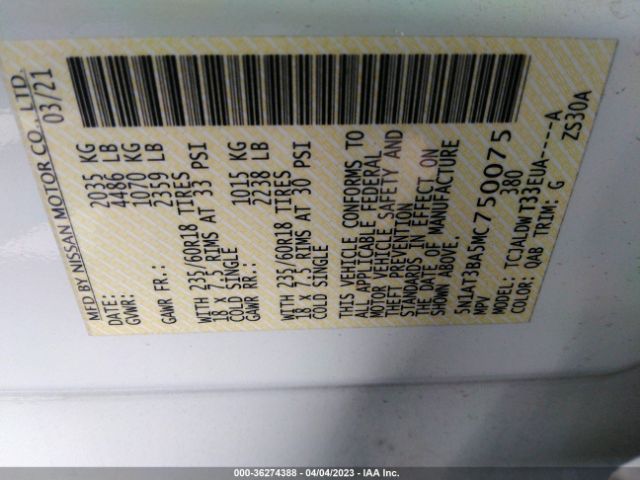 MFD BY NISSAN MOTOR CO., LTD.
DATE: 03/21
GVWR: 2035 KG
4486 LB
GAWR FR.: 1070 KG
2359 LB
WITH 235/60R18 TIRES
18 X 7.5 RIMS AT 33 PSI
COLD SINGLE
GAWR RR.: 1015 KG
2238 LB
WITH 235/60R18 TIRES
18 X 7.5 RIMS AT 30 PSI
COLD SINGLE
THIS VEHICLE CONFORMS TO
ALL APPLICABLE FEDERAL
MOTOR VEHICLE SAFETY AND
THEFT PREVENTION
STANDARDS IN EFFECT ON
THE DATE OF MANUFACTURE
SHOWN ABOVE.
5N1AT3BA5MC750075
MPV 380
MODEL: TCJALDWT33EUA-----A
COLOR: QAB TRIM: G ZS30A
000-36274388 - 04/04/2023 - IAA Inc.